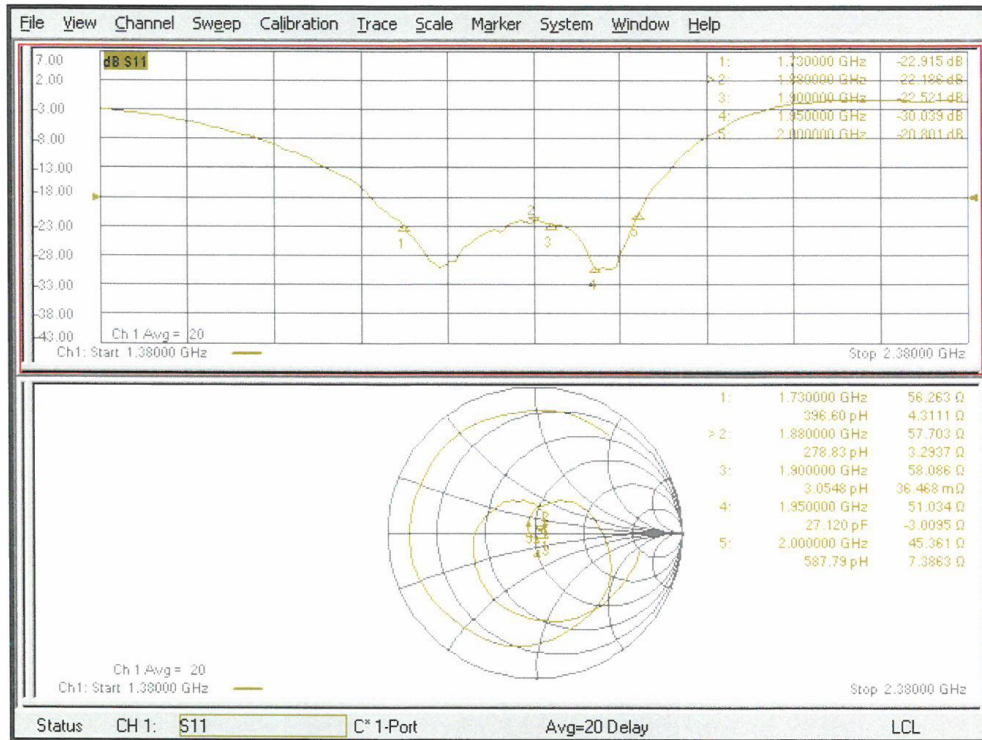 File View Channel Sweep Calibration Trace Scale Marker System Window Help
7.00
2.00
-3.00
-8.00
-13.00
-18.00
-23.00
-28.00
-33.00
-38.00
-43.00
dB S11
1: 1.730000 GHz -22.915 dB
>2: 1.880000 GHz -22.186 dB
3: 1.900000 GHz -22.521 dB
4: 1.950000 GHz -30.039 dB
5: 2.000000 GHz -20.801 dB
1
2
3
4
5
Ch 1 Avg = 20
Ch1: Start 1.38000 GHz
Stop 2.38000 GHz
1: 1.730000 GHz 56.263 Ω
396.60 pH 4.3111 Ω
>2: 1.880000 GHz 57.703 Ω
278.83 pH 3.2937 Ω
3: 1.900000 GHz 58.086 Ω
3.0548 pH 36.468 mΩ
4: 1.950000 GHz 51.034 Ω
27.120 pF -3.0095 Ω
5: 2.000000 GHz 45.361 Ω
587.79 pH 7.3863 Ω
Ch 1 Avg = 20
Ch1: Start 1.38000 GHz
Stop 2.38000 GHz
Status CH 1: S11 C* 1-Port Avg=20 Delay LCL